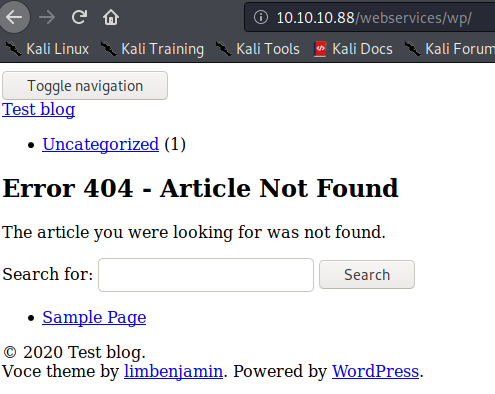 10.10.10.88/webservices/wp/
Kali Linux Kali Training Kali Tools Kali Docs Kali Forum
Toggle navigation
Test blog
• Uncategorized (1)
Error 404 - Article Not Found
The article you were looking for was not found.
Search for: Search
• Sample Page
© 2020 Test blog.
Voce theme by limbenjamin. Powered by WordPress.